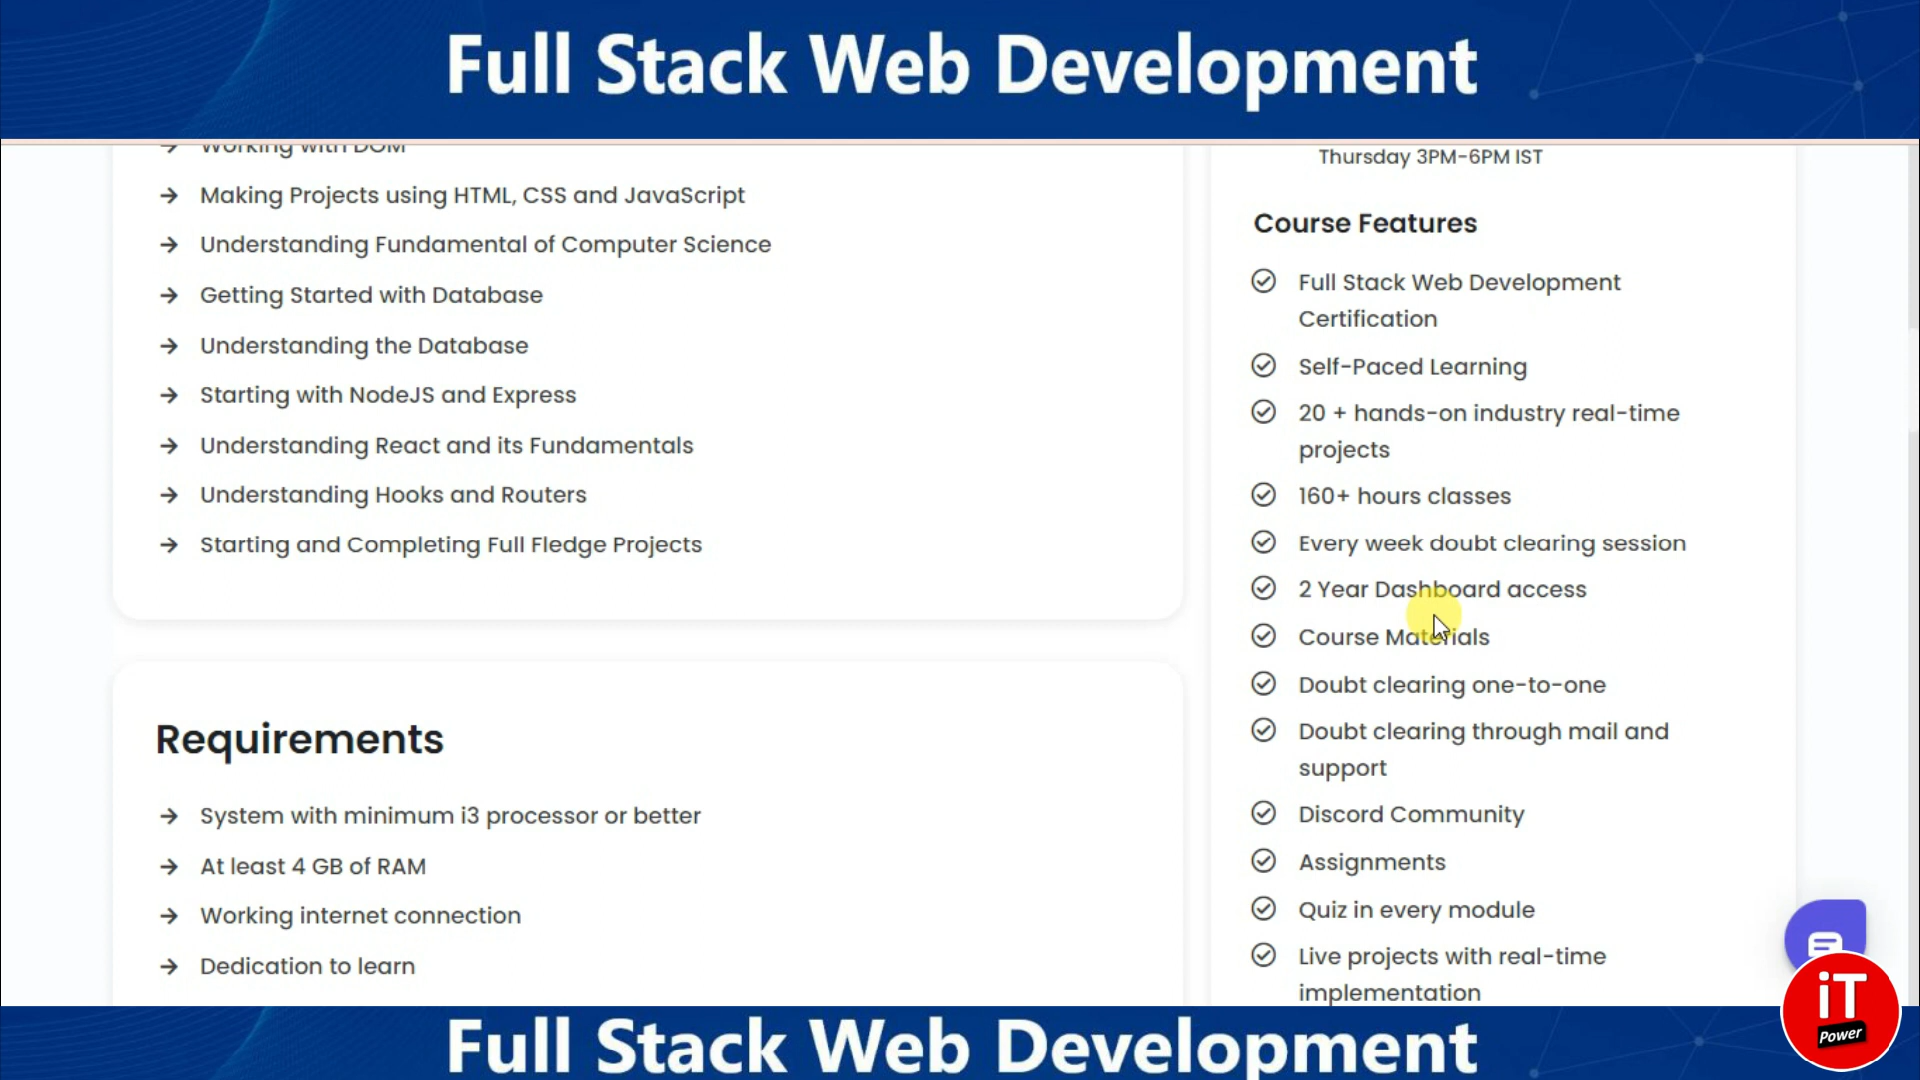 Full Stack Web Development
Working with DOM
Making Projects using HTML, CSS and JavaScript
Understanding Fundamental of Computer Science
Getting Started with Database
Understanding the Database
Starting with NodeJS and Express
Understanding React and its Fundamentals
Understanding Hooks and Routers
Starting and Completing Full Fledge Projects
Requirements
System with minimum i3 processor or better
At least 4 GB of RAM
Working internet connection
Dedication to learn
Thursday 3PM-6PM IST
Course Features
Full Stack Web Development
Certification
Self-Paced Learning
20 + hands-on industry real-time
projects
160+ hours classes
Every week doubt clearing session
2 Year Dashboard access
Course Materials
Doubt clearing one-to-one
Doubt clearing through mail and
support
Discord Community
Assignments
Quiz in every module
Live projects with real-time
implementation
iT
Power
Full Stack Web Development